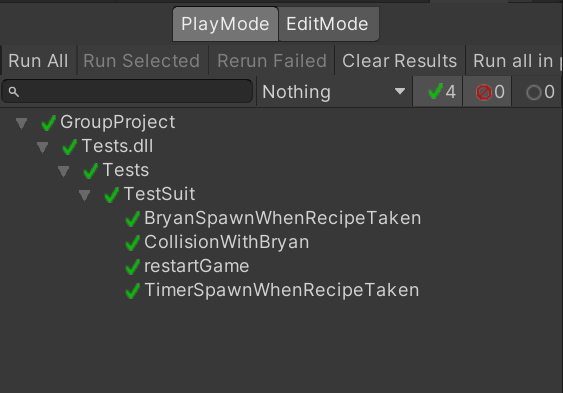 PlayMode EditMode
Run All Run Selected Rerun Failed Clear Results Run all in
Nothing 4 0 0
GroupProject
Tests.dll
Tests
TestSuit
BryanSpawnWhenRecipeTaken
CollisionWithBryan
restartGame
TimerSpawnWhenRecipeTaken